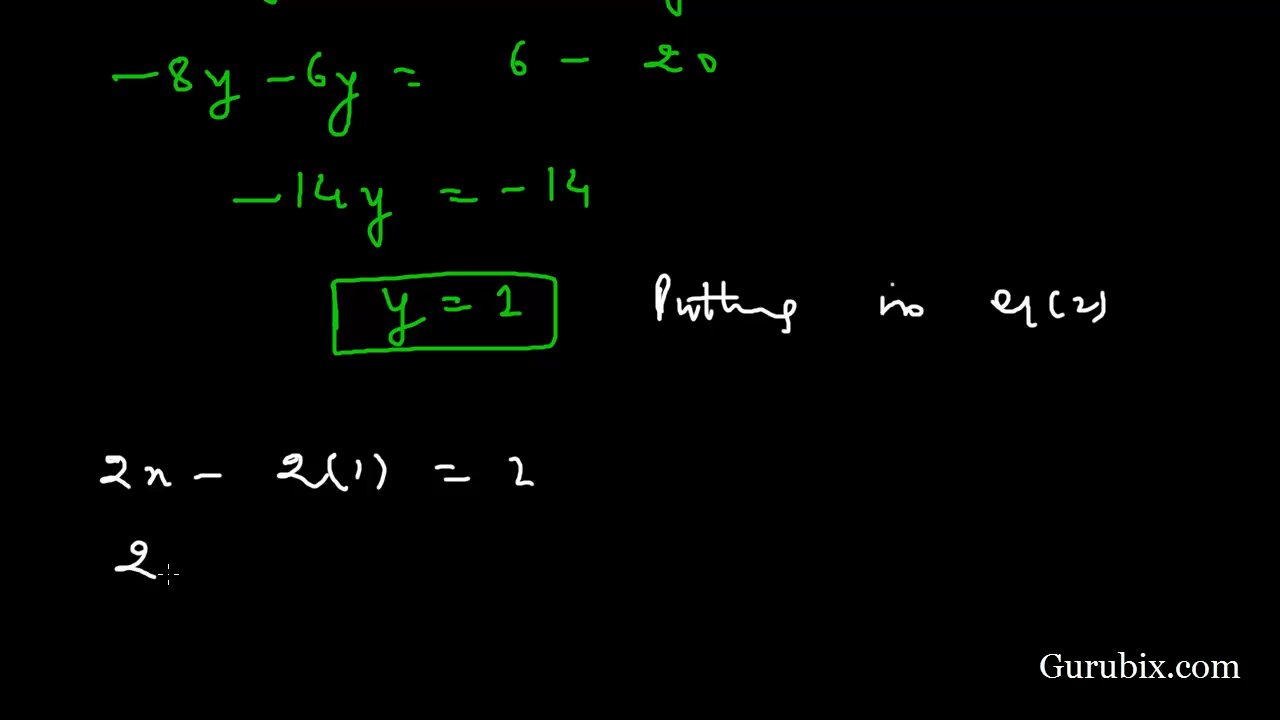 -8y - 6y = 6 - 20
-14y = -14
y = 1 Putting in eq(2)
2x - 2(1) = 2
2
Gurubix.com